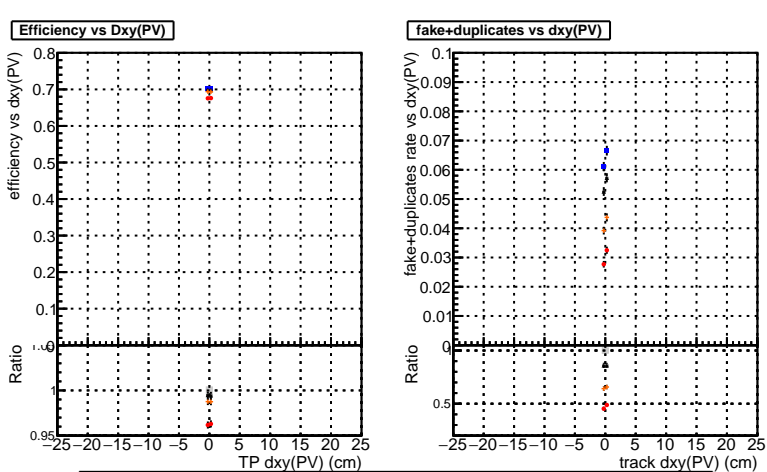 Efficiency vs Dxy(PV)
efficiency vs dxy(PV)
0.8
0.7
0.6
0.5
0.4
0.3
0.2
0.1
0
Ratio
1
0.95
−25 −20 −15 −10 −5 0 5 10 15 20 25
TP dxy(PV) (cm)
fake+duplicates vs dxy(PV)
fake+duplicates rate vs dxy(PV)
0.1
0.09
0.08
0.07
0.06
0.05
0.04
0.03
0.02
0.01
0
Ratio
1
0.5
−25 −20 −15 −10 −5 0 5 10 15 20 25
track dxy(PV) (cm)